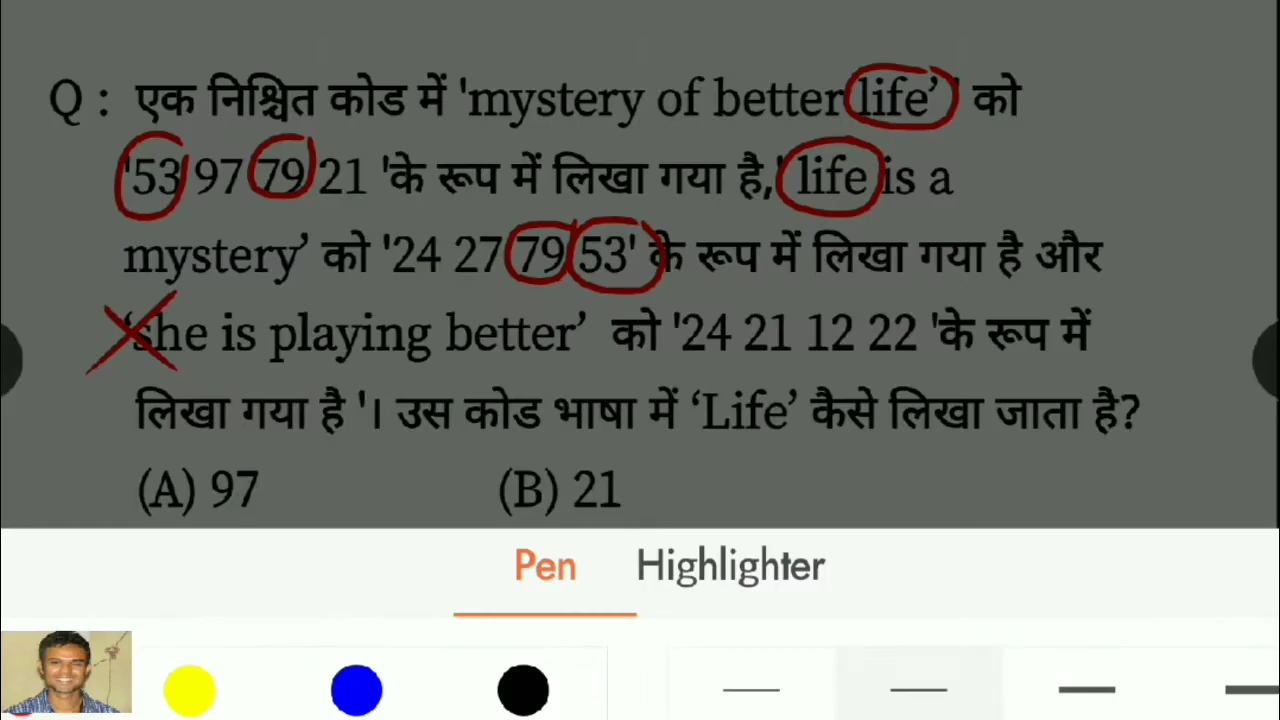 Q : एक निश्चित कोड में 'mystery of better life’ ' को
'53 97 79 21 'के रूप में लिखा गया है,' life is a
mystery’ को '24 27 79 53' के रूप में लिखा गया है और
‘she is playing better’ को '24 21 12 22 'के रूप में
लिखा गया है '। उस कोड भाषा में ‘Life’ कैसे लिखा जाता है?
(A) 97 (B) 21
Pen Highlighter